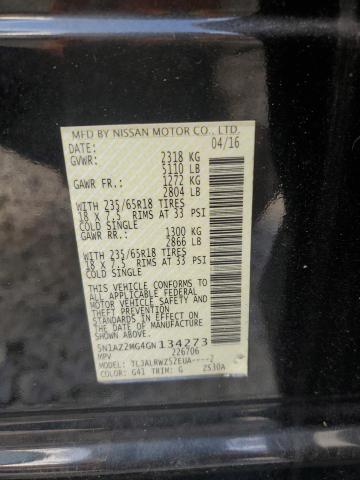 MFD BY NISSAN MOTOR CO., LTD.
DATE: 04/16
GVWR: 2318 KG
5110 LB
GAWR FR: 1272 KG
2804 LB
WITH 235/65R18 TIRES
18 X 7.5 RIMS AT 33 PSI
COLD SINGLE
GAWR RR: 1300 KG
2866 LB
WITH 235/65R18 TIRES
18 X 7.5 RIMS AT 33 PSI
COLD SINGLE
THIS VEHICLE CONFORMS TO
ALL APPLICABLE FEDERAL
MOTOR VEHICLE SAFETY AND
THEFT PREVENTION
STANDARDS IN EFFECT ON
THE DATE OF MANUFACTURE
SHOWN ABOVE.
5N1AZ2MG4GN134273
MPV 226706
MODEL: TLJALRWZ52EUA----2
COLOR: G41 TRIM: G 2S30A